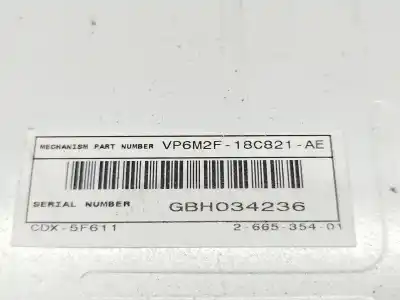 MECHANISM PART NUMBER VP6M2F-18C821-AE
SERIAL NUMBER GBH034236
CDX-5F611 2-665-354-01